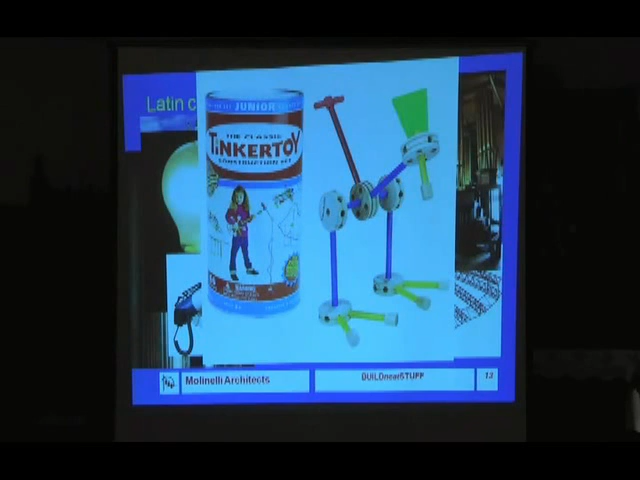 Latin c
JUNIOR
THE CLASSIC
TiNKERTOY
CONSTRUCTION SET
Molinelli Architects
BUILDnearSTUFF
13